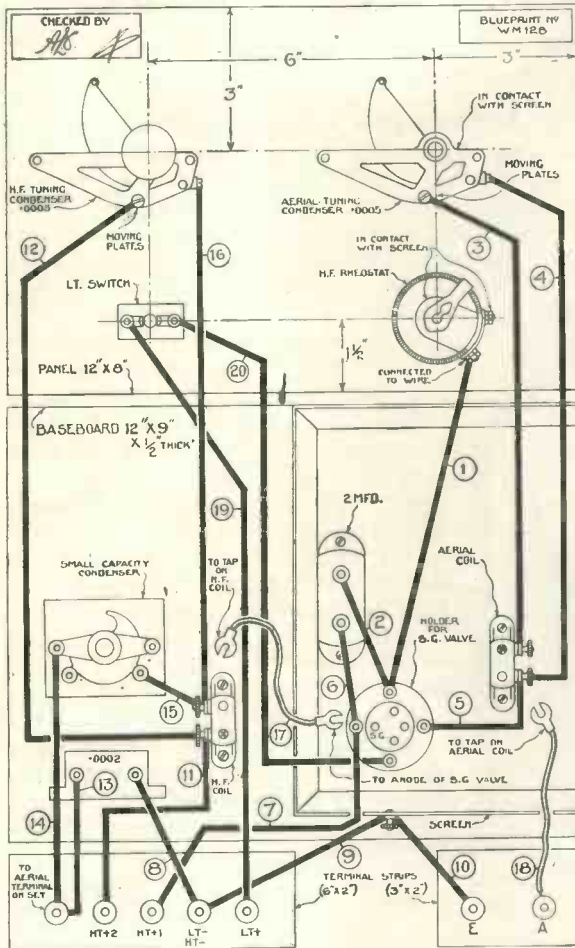 CHECKED BY
BLUEPRINT Nº
WM128
6"
3"
3"
IN CONTACT
WITH SCREEN
H.F. TUNING
CONDENSER
·0005
MOVING
PLATES
AERIAL TUNING
CONDENSER ·0005
MOVING
PLATES
12
16
3
4
IN CONTACT
WITH SCREEN
H.F. RHEOSTAT
L.T. SWITCH
20
1½"
CONNECTED
TO WIRE
PANEL 12"X 8"
BASEBOARD 12"X 9"
X ½" THICK
1
19
2 MFD.
AERIAL
COIL
SMALL CAPACITY
CONDENSER
TO TAP
ON
H.F.
COIL
2
HOLDER
FOR
S.G. VALVE
15
6
5
17
S.G.
11
H.F.
COIL
TO TAP ON
AERIAL COIL
·0002
13
TO ANODE OF S.G VALVE
14
7
SCREEN
8
9
10
18
TO
AERIAL
TERMINAL
ON SET
TERMINAL STRIPS
(6"X 2") (3"X 2")
HT+2
HT+1
LT-
HT-
LT+
E
A